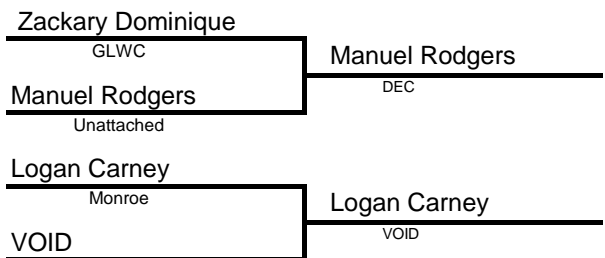 Zackary Dominique
GLWC
Manuel Rodgers
DEC
Manuel Rodgers
Unattached
Logan Carney
Monroe
Logan Carney
VOID
VOID